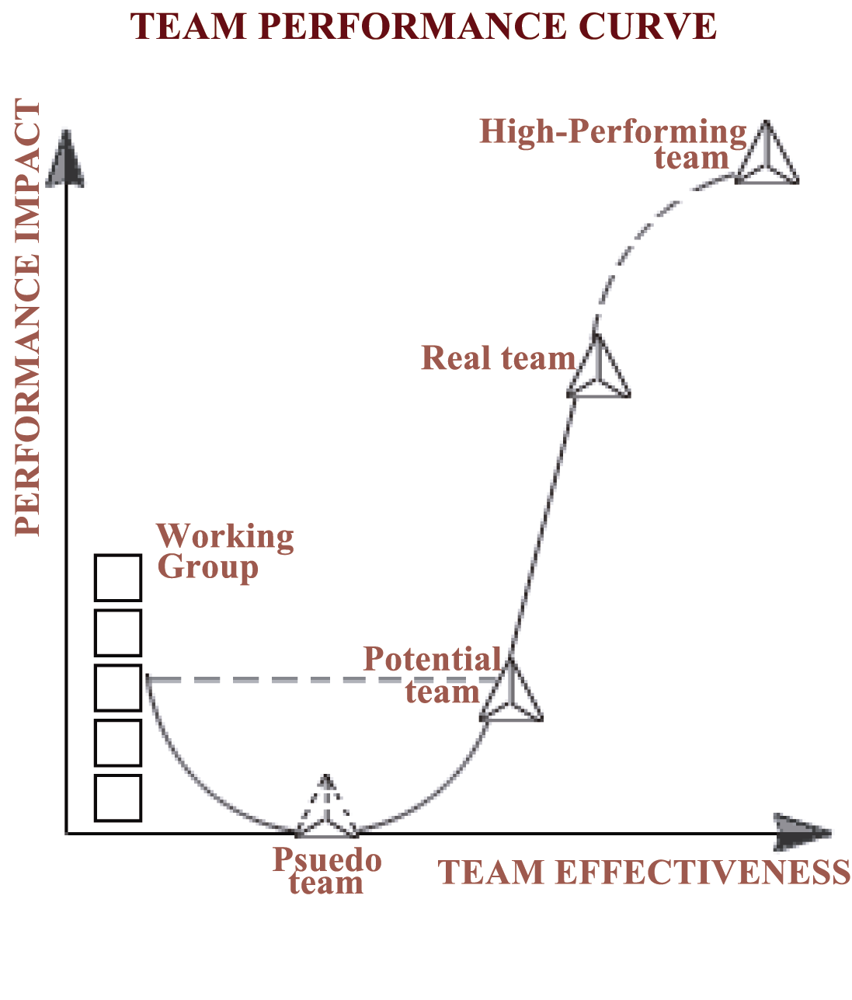 TEAM PERFORMANCE CURVE
PERFORMANCE IMPACT
High-Performing
team
Real team
Working
Group
Potential
team
Psuedo
team
TEAM EFFECTIVENESS